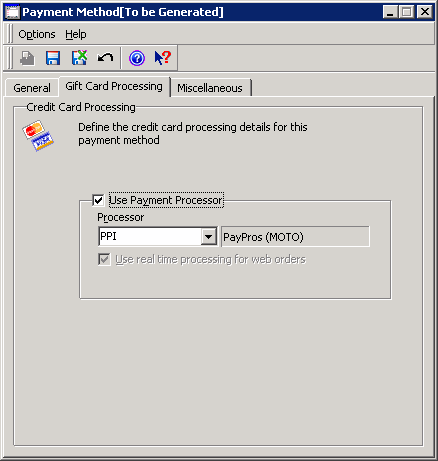 Payment Method[To be Generated]
Options Help
General Gift Card Processing Miscellaneous
Credit Card Processing
Define the credit card processing details for this
payment method
Use Payment Processor
Processor
PPI PayPros (MOTO)
Use real time processing for web orders